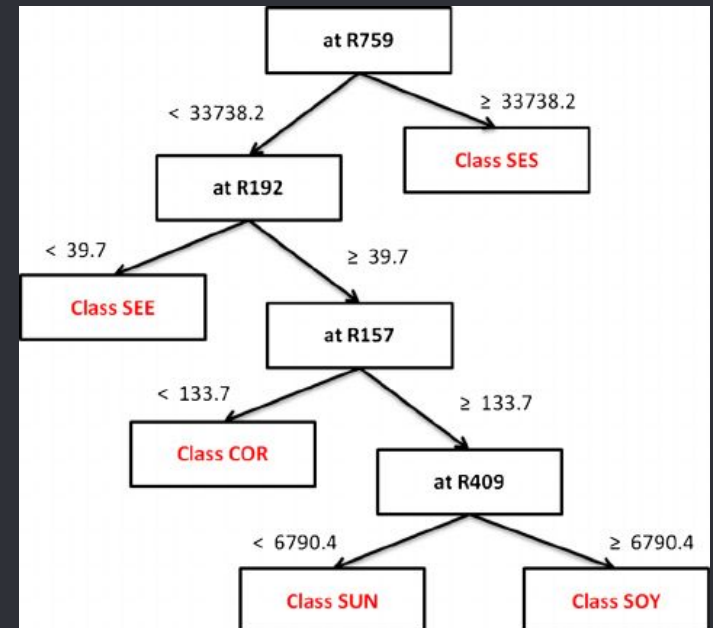 at R759
< 33738.2
≥ 33738.2
Class SES
at R192
< 39.7
≥ 39.7
Class SEE
at R157
< 133.7
≥ 133.7
Class COR
at R409
< 6790.4
≥ 6790.4
Class SUN
Class SOY